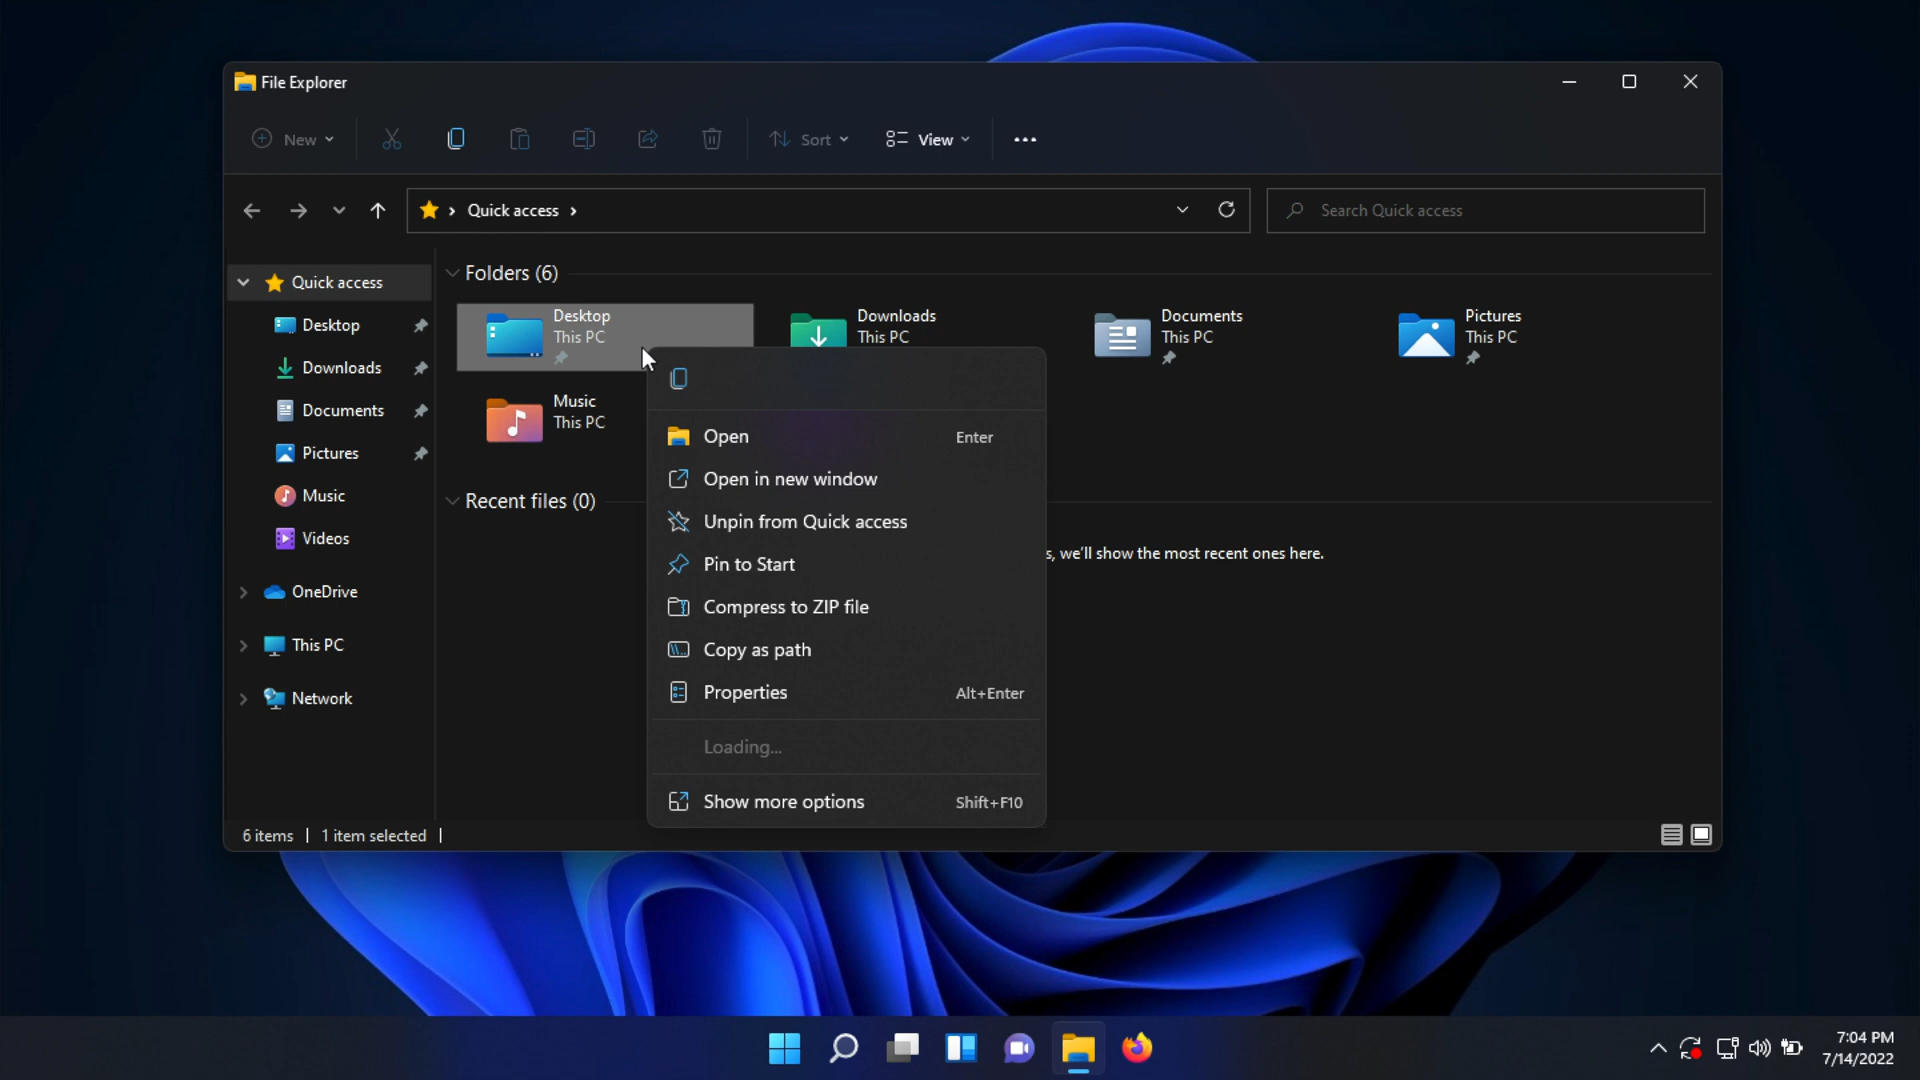 File Explorer
New
Sort
View
Quick access
Search Quick access
Quick access
Desktop
Downloads
Documents
Pictures
Music
Videos
OneDrive
This PC
Network
Folders (6)
Desktop
This PC
Downloads
This PC
Documents
This PC
Pictures
This PC
Music
This PC
Recent files (0)
s, we'll show the most recent ones here.
Open Enter
Open in new window
Unpin from Quick access
Pin to Start
Compress to ZIP file
Copy as path
Properties Alt+Enter
Loading...
Show more options Shift+F10
6 items
1 item selected
7:04 PM
7/14/2022